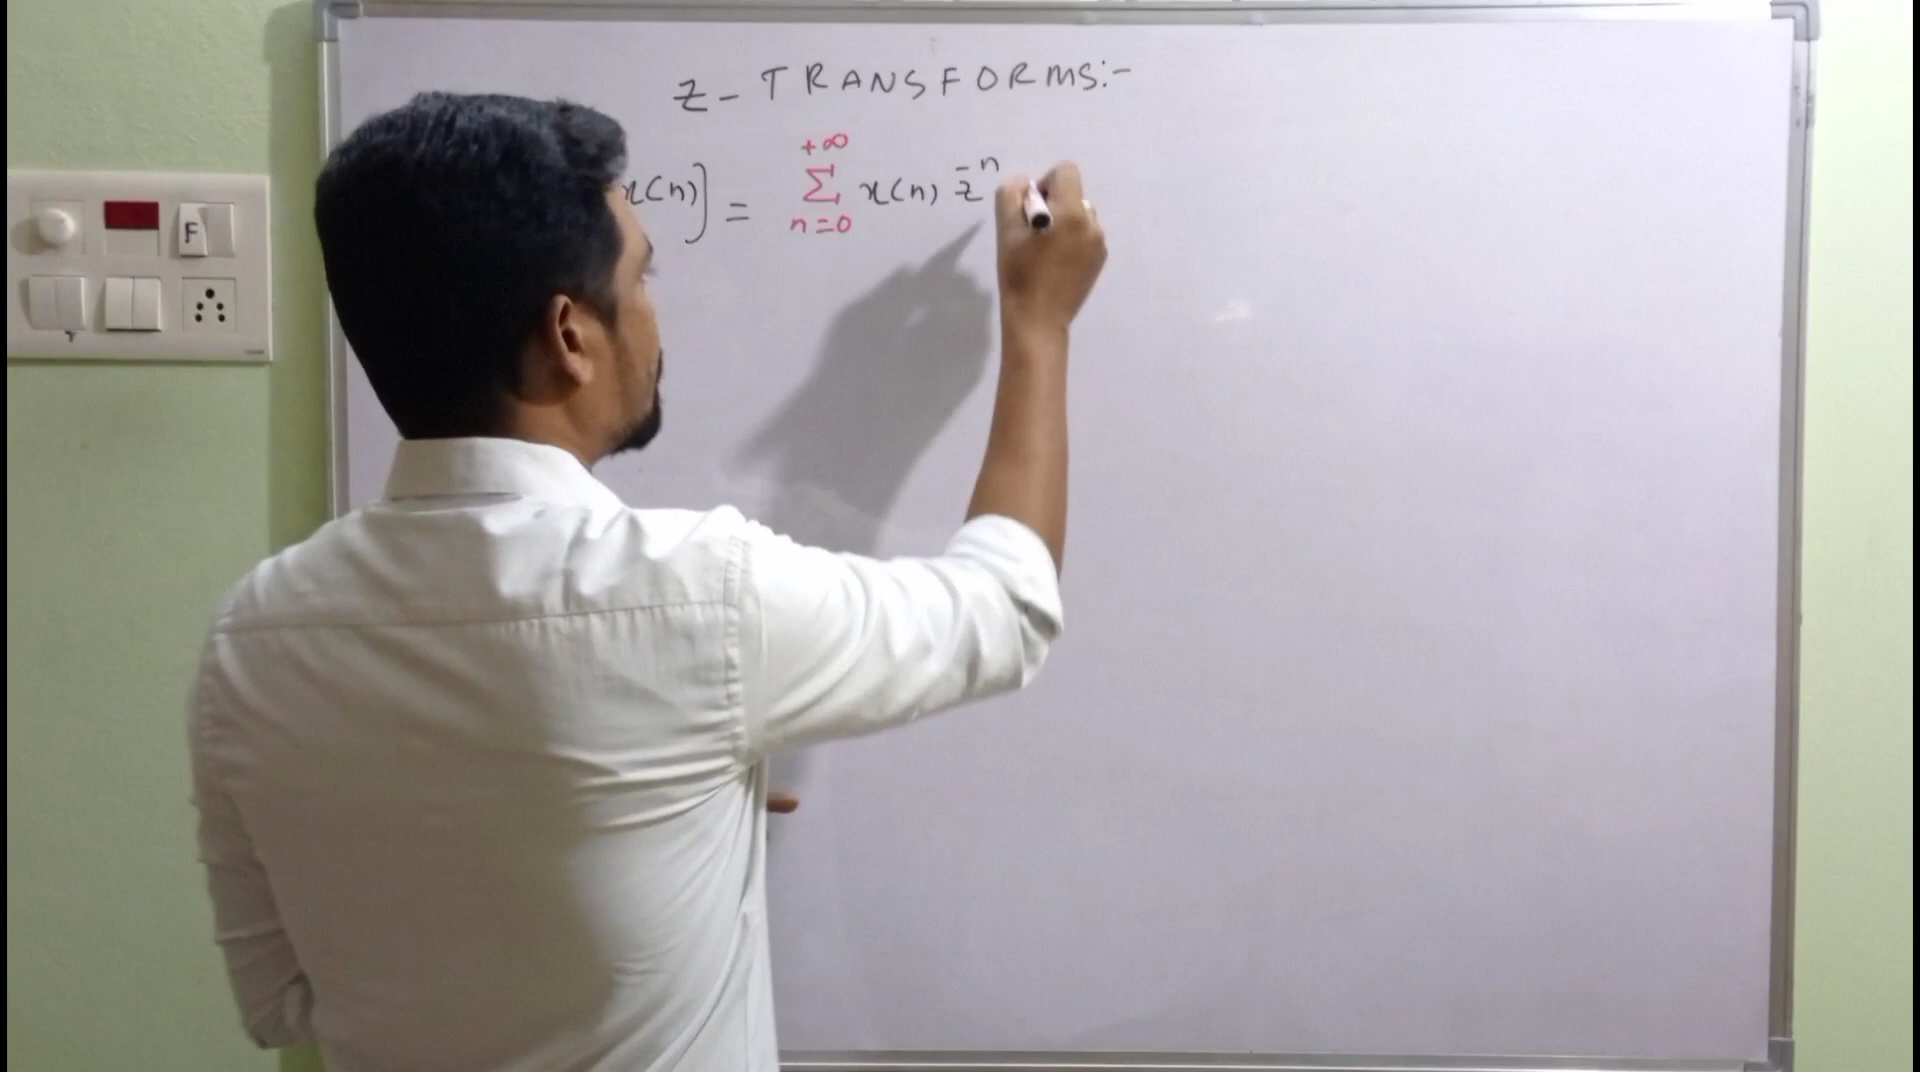 Z - TRANSFORMS:-
x(n)] = +∞ Σ n=0 x(n) z^-n
F